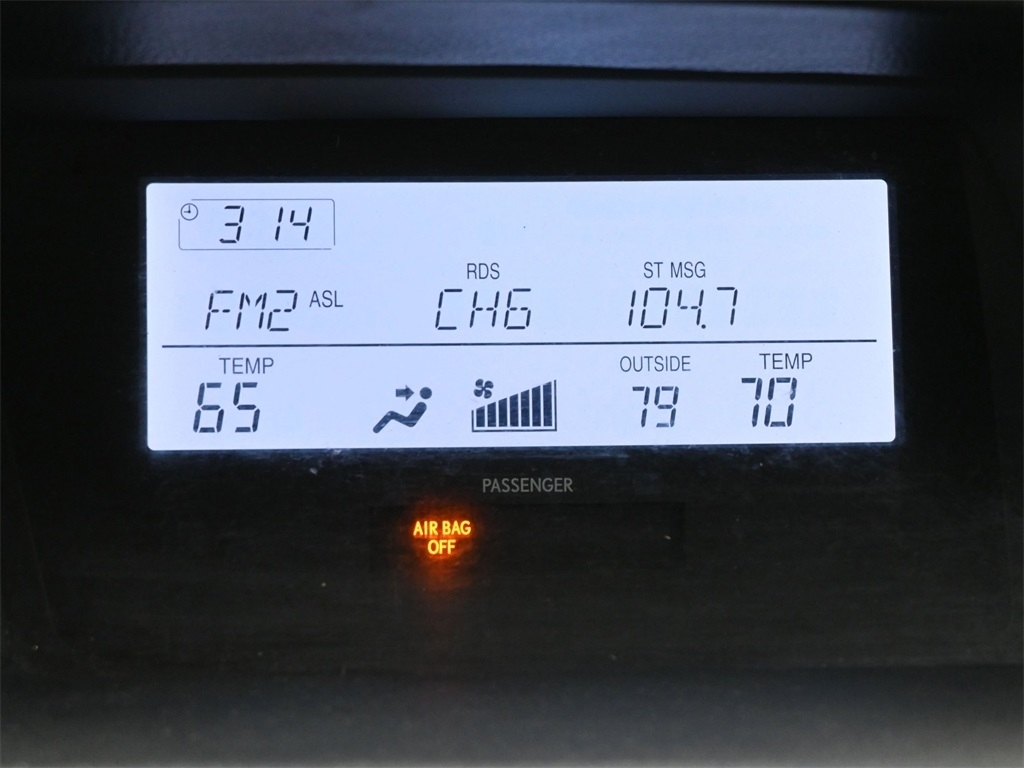 3 14
RDS ST MSG
FM2 ASL CH6 104.7
TEMP OUTSIDE TEMP
65 79 70
PASSENGER
AIR BAG
OFF